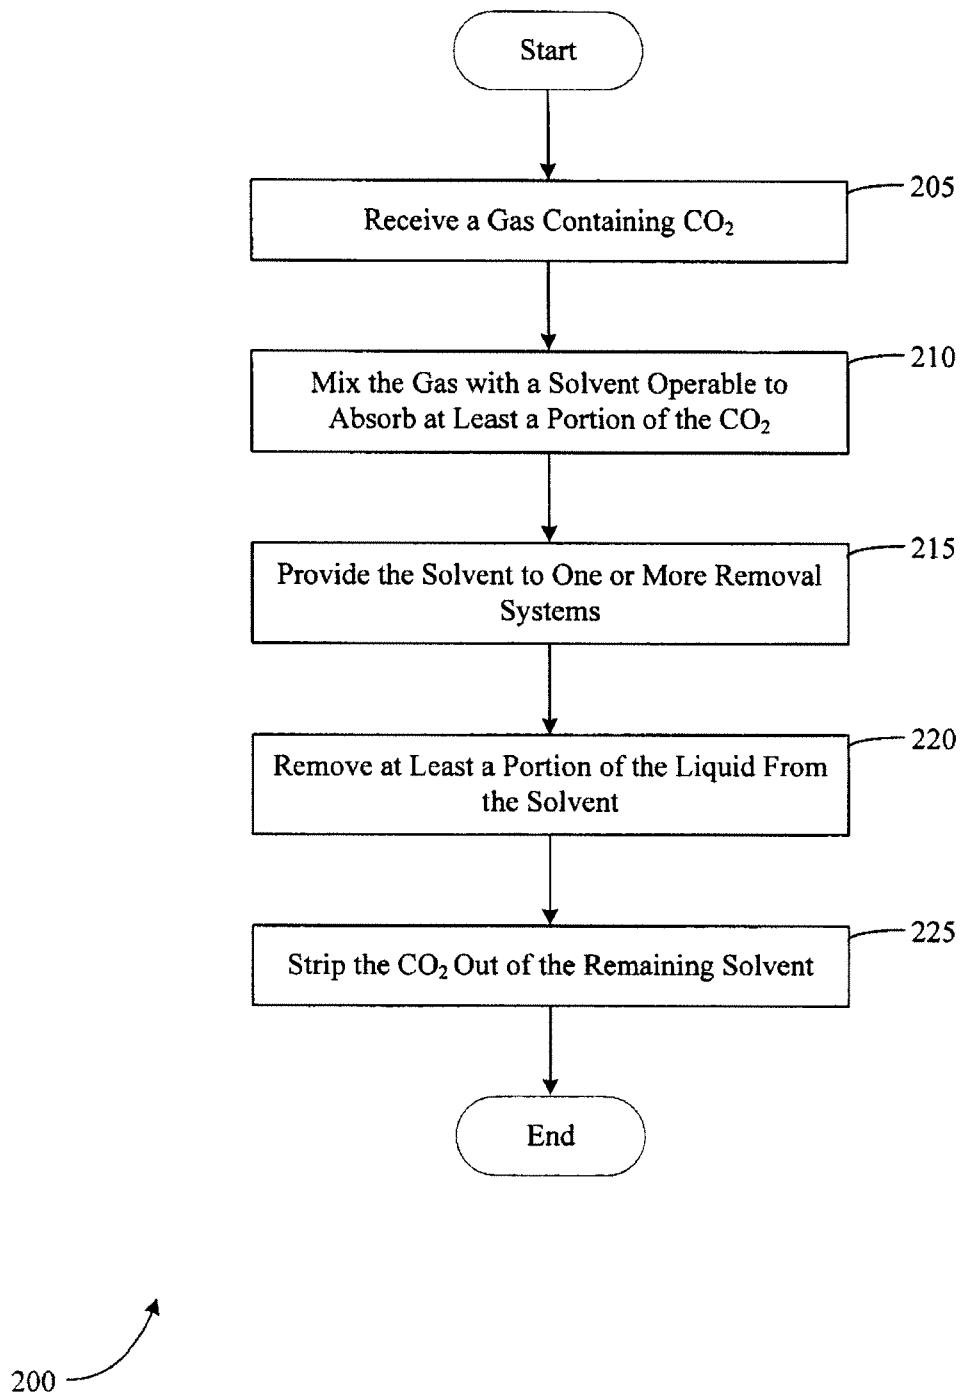 Start
205
Receive a Gas Containing CO₂
210
Mix the Gas with a Solvent Operable to
Absorb at Least a Portion of the CO₂
215
Provide the Solvent to One or More Removal
Systems
220
Remove at Least a Portion of the Liquid From
the Solvent
225
Strip the CO₂ Out of the Remaining Solvent
End
200